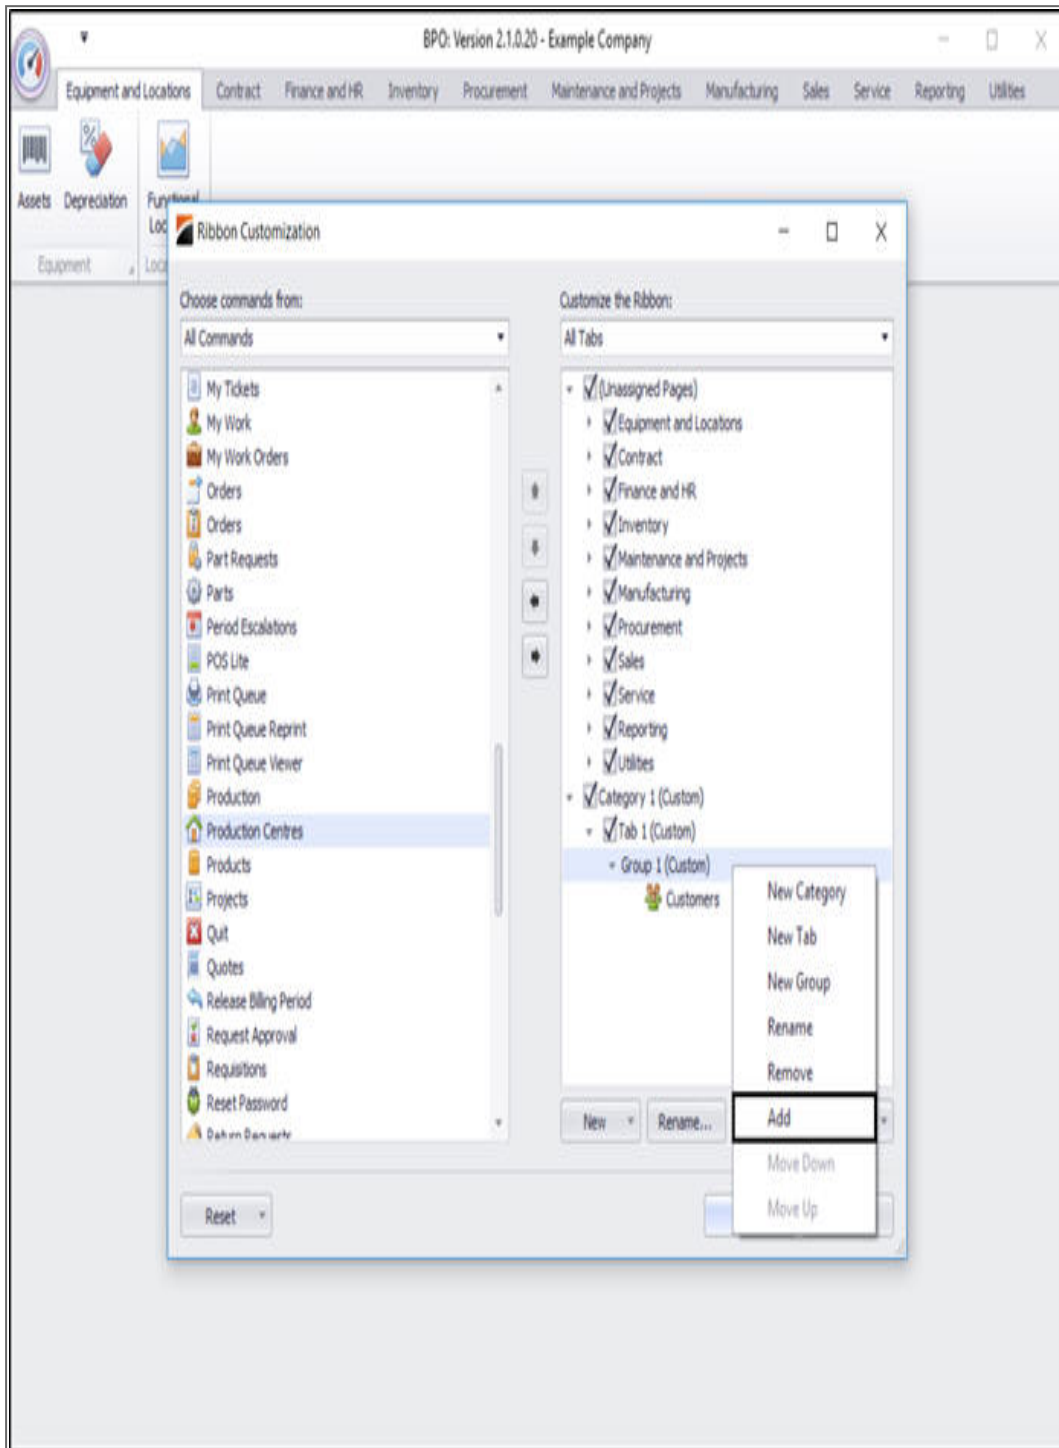 BPO: Version 2.1.0.20 - Example Company
Equipment and Locations Contract Finance and HR Inventory Procurement Maintenance and Projects Manufacturing Sales Service Reporting Utilities
Assets Depreciation Functional
Equipment
Ribbon Customization
Choose commands from:
All Commands
My Tickets
My Work
My Work Orders
Orders
Orders
Part Requests
Parts
Period Escalations
POS Lite
Print Queue
Print Queue Reprint
Print Queue Viewer
Production
Production Centres
Products
Projects
Quit
Quotes
Release Billing Period
Request Approval
Requisitions
Reset Password
Return Requests
Reset
Customize the Ribbon:
All Tabs
(Unassigned Pages)
Equipment and Locations
Contract
Finance and HR
Inventory
Maintenance and Projects
Manufacturing
Procurement
Sales
Service
Reporting
Utilities
Category 1 (Custom)
Tab 1 (Custom)
Group 1 (Custom)
Customers
New Rename...
New Category
New Tab
New Group
Rename
Remove
Add
Move Down
Move Up